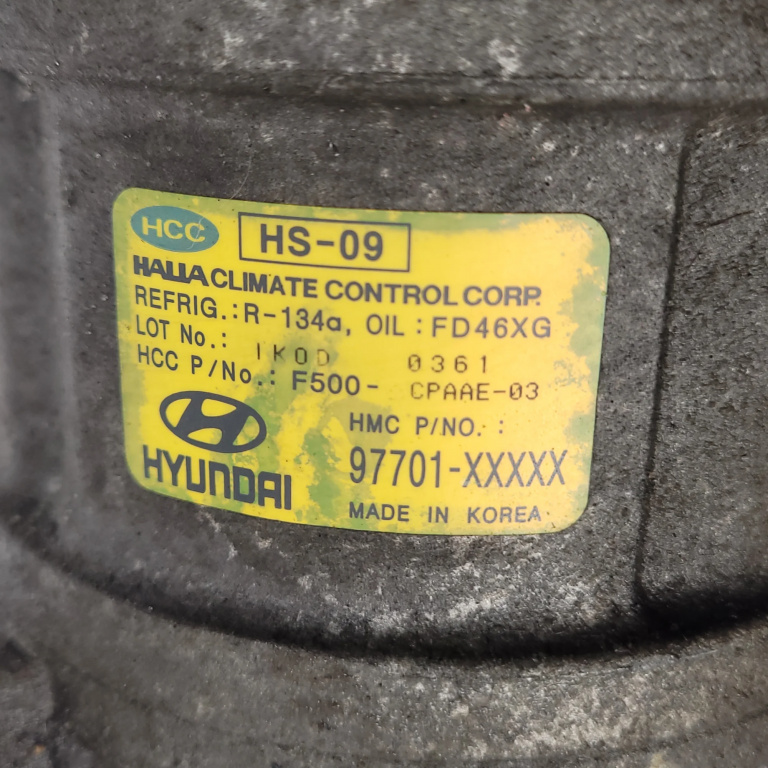 HCC HS-09
HALLA CLIMATE CONTROL CORP.
REFRIG.: R-134a, OIL : FD46XG
LOT No.: IK0D 0361
HCC P/No.: F500- CPAAE-03
HMC P/NO. :
HYUNDAI 97701-XXXXX
MADE IN KOREA